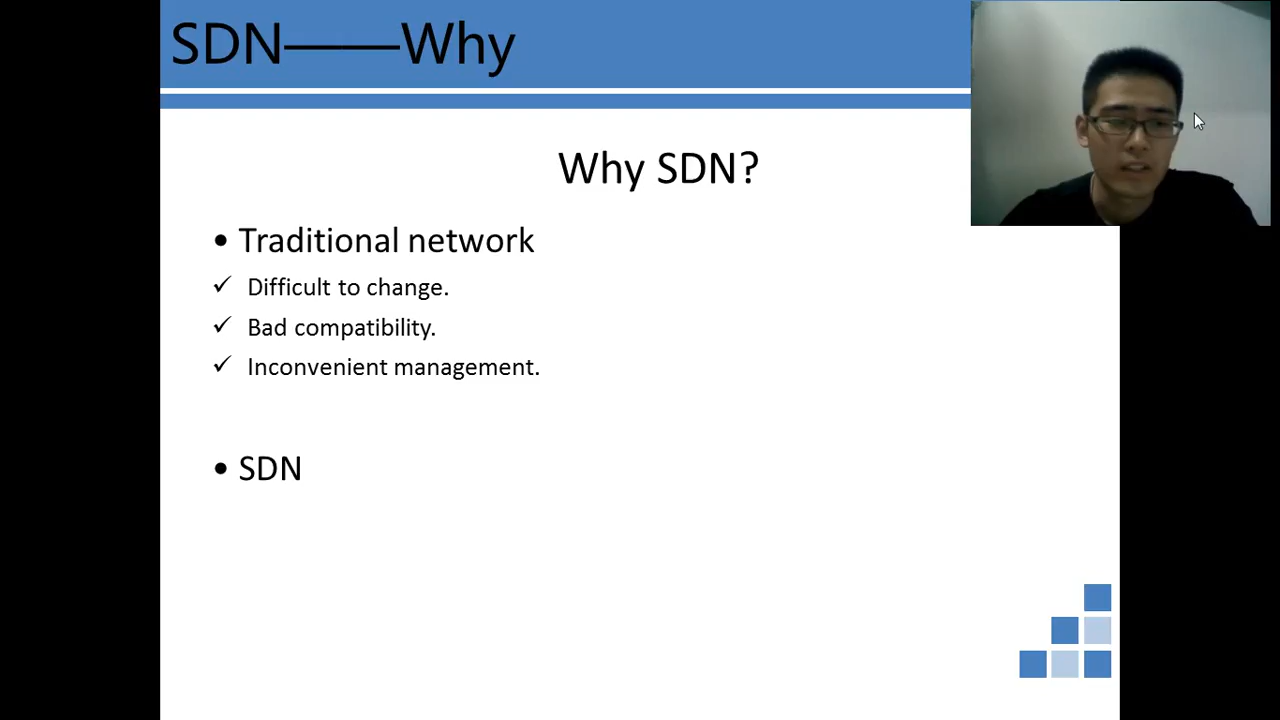 SDN——Why
Why SDN?
• Traditional network
✓ Difficult to change.
✓ Bad compatibility.
✓ Inconvenient management.
• SDN